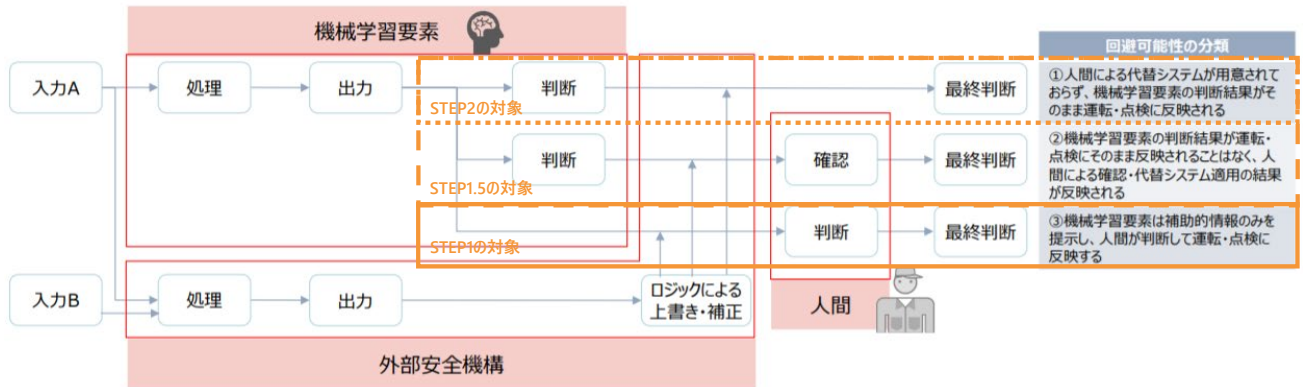 機械学習要素
回避可能性の分類
入力A
処理
出力
判断
最終判断
STEP2の対象
①人間による代替システムが用意されて
おらず、機械学習要素の判断結果がそ
のまま運転・点検に反映される
判断
確認
最終判断
STEP1.5の対象
②機械学習要素の判断結果が運転・
点検にそのまま反映されることはなく、人
間による確認・代替システム適用の結果
が反映される
判断
最終判断
STEP1の対象
③機械学習要素は補助的情報のみを
提示し、人間が判断して運転・点検に
反映する
入力B
処理
出力
ロジックによる
上書き・補正
人間
外部安全機構